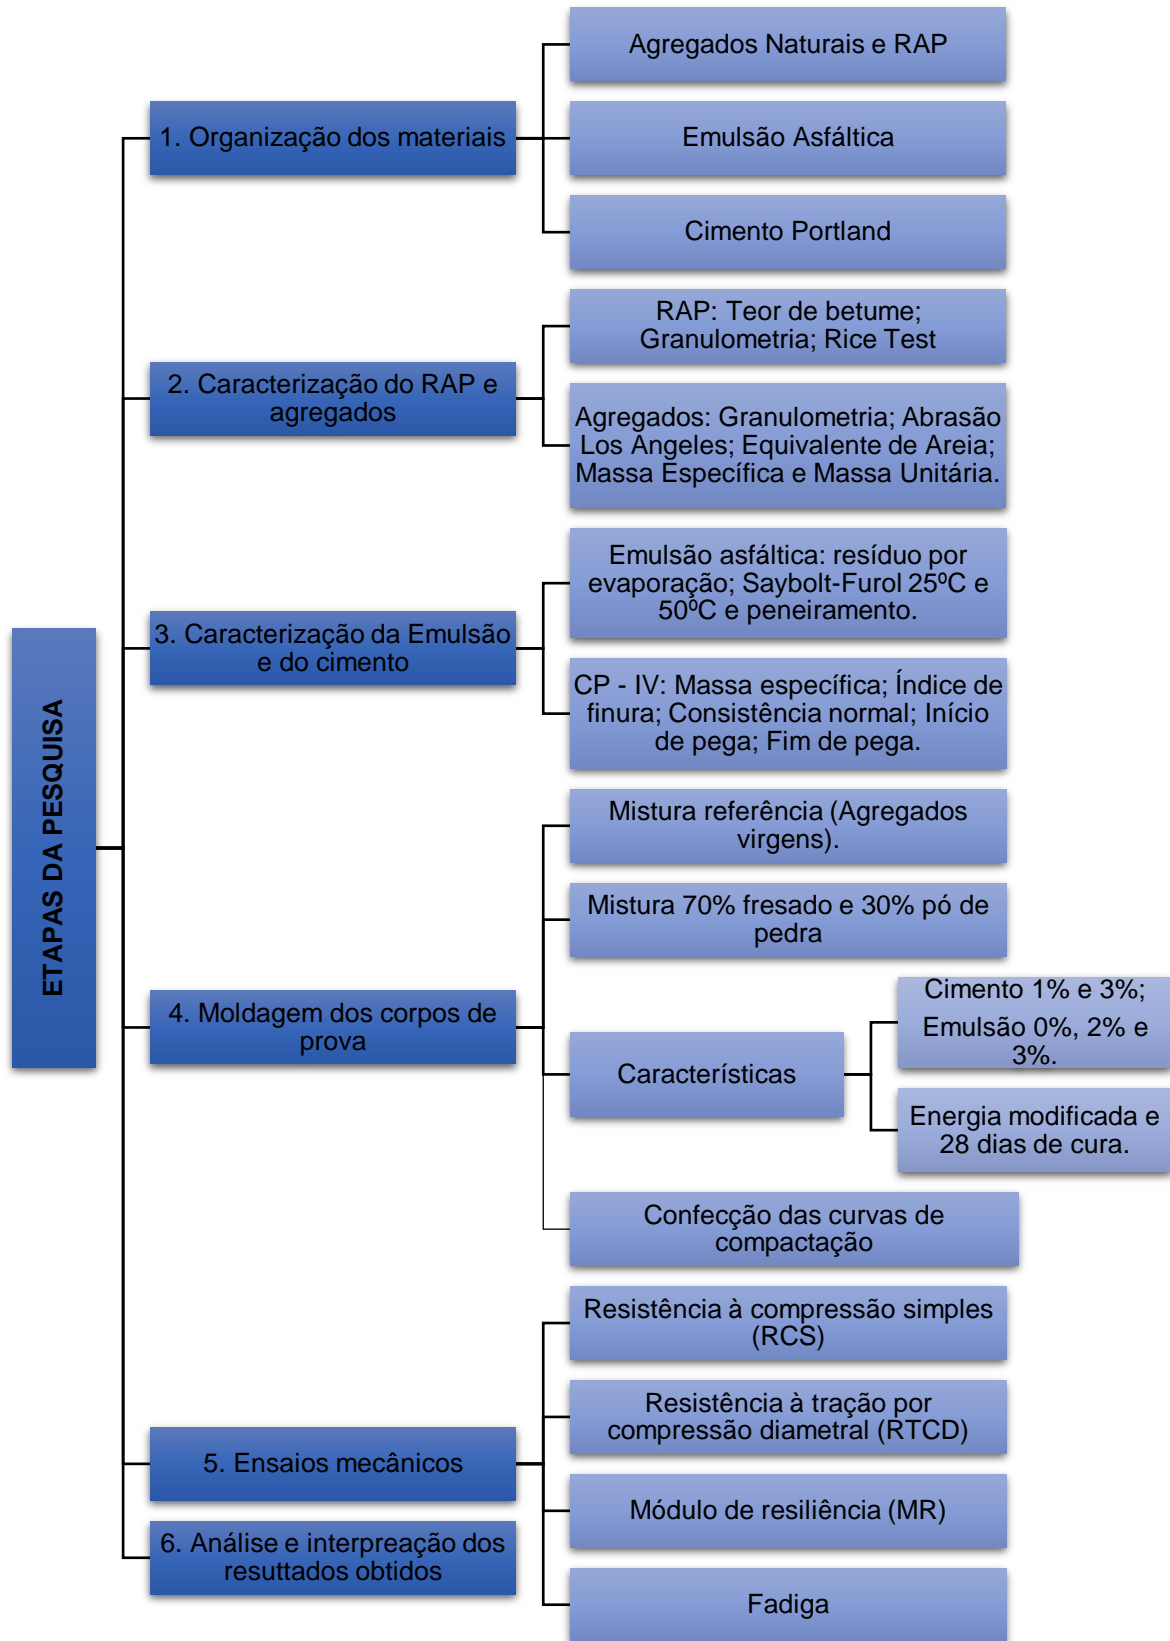 ETAPAS DA PESQUISA
1. Organização dos materiais
Agregados Naturais e RAP
Emulsão Asfáltica
Cimento Portland
2. Caracterização do RAP e
agregados
RAP: Teor de betume;
Granulometria; Rice Test
Agregados: Granulometria; Abrasão
Los Angeles; Equivalente de Areia;
Massa Específica e Massa Unitária.
3. Caracterização da Emulsão
e do cimento
Emulsão asfáltica: resíduo por
evaporação; Saybolt-Furol 25ºC e
50ºC e peneiramento.
CP - IV: Massa específica; Índice de
finura; Consistência normal; Início
de pega; Fim de pega.
4. Moldagem dos corpos de
prova
Mistura referência (Agregados
virgens).
Mistura 70% fresado e 30% pó de
pedra
Características
Cimento 1% e 3%;
Emulsão 0%, 2% e
3%.
Energia modificada e
28 dias de cura.
Confecção das curvas de
compactação
5. Ensaios mecânicos
Resistência à compressão simples
(RCS)
Resistência à tração por
compressão diametral (RTCD)
Módulo de resiliência (MR)
Fadiga
6. Análise e interpreação dos
resuttados obtidos